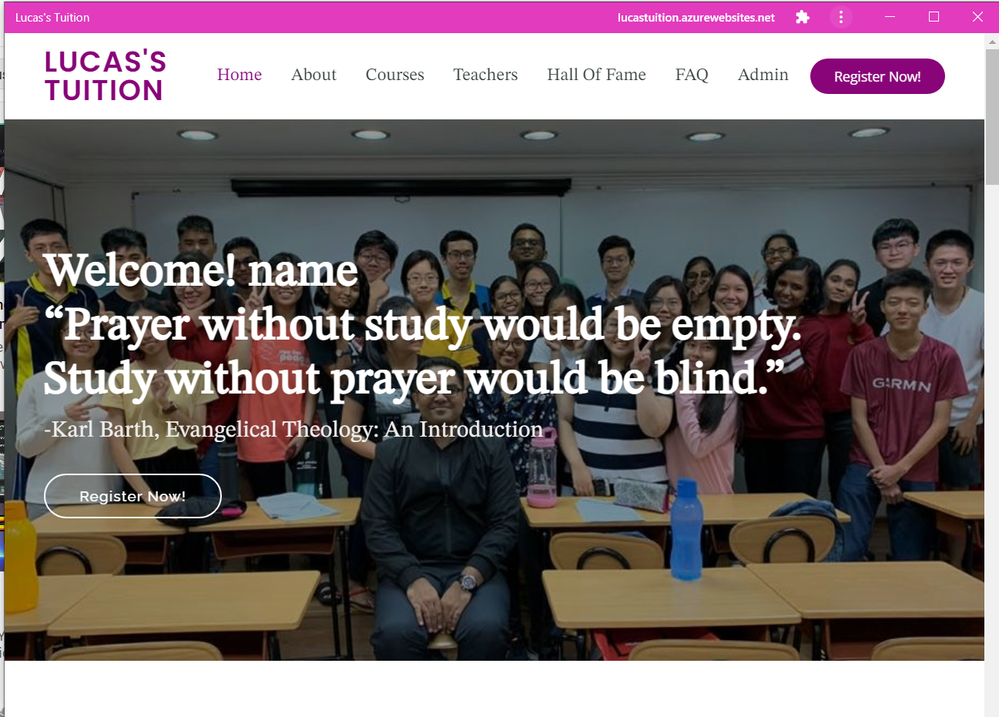 Lucas's Tuition
lucastuition.azurewebsites.net
LUCAS'S
TUITION
Home
About
Courses
Teachers
Hall Of Fame
FAQ
Admin
Register Now!
Welcome! name
“Prayer without study would be empty.
Study without prayer would be blind.”
-Karl Barth, Evangelical Theology: An Introduction
Register Now!
GARMN